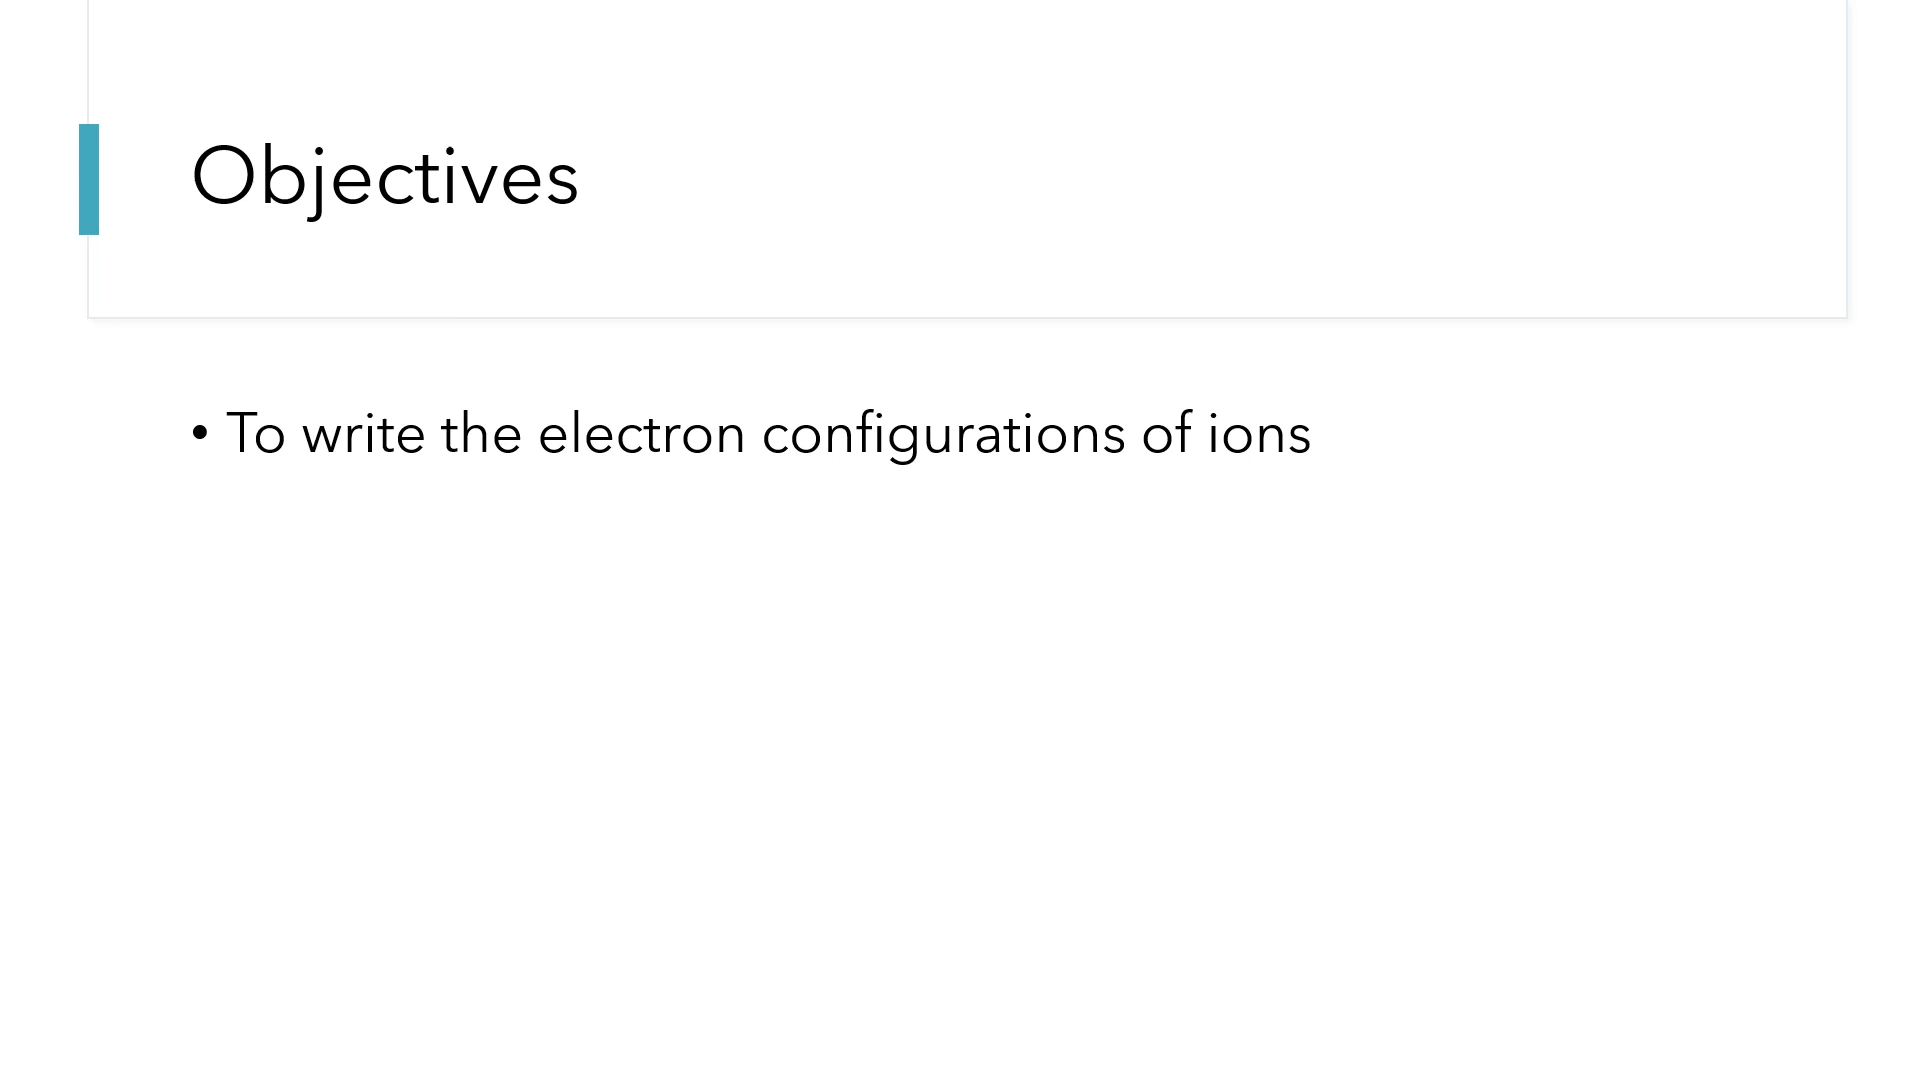 Objectives
• To write the electron configurations of ions